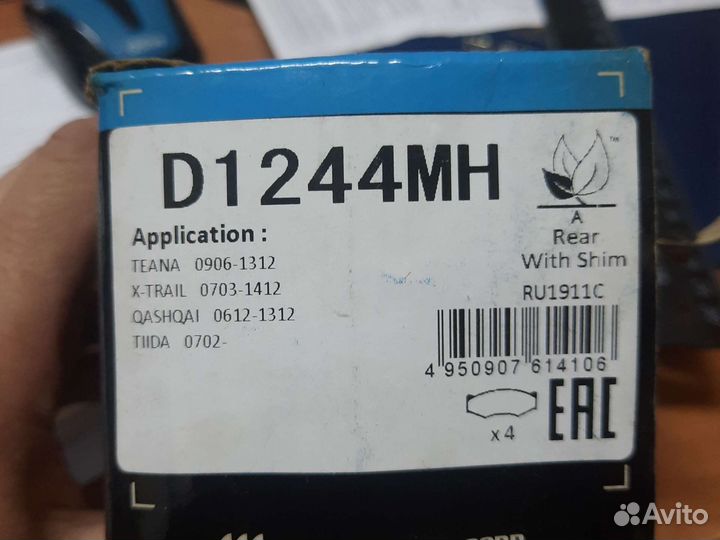 D1244MH
™
A
Rear
With Shim
Application :
TEANA 0906-1312
X-TRAIL 0703-1412
QASHQAI 0612-1312
TIIDA 0702-
RU1911C
4 950907 614106
x 4
EAC
Avito